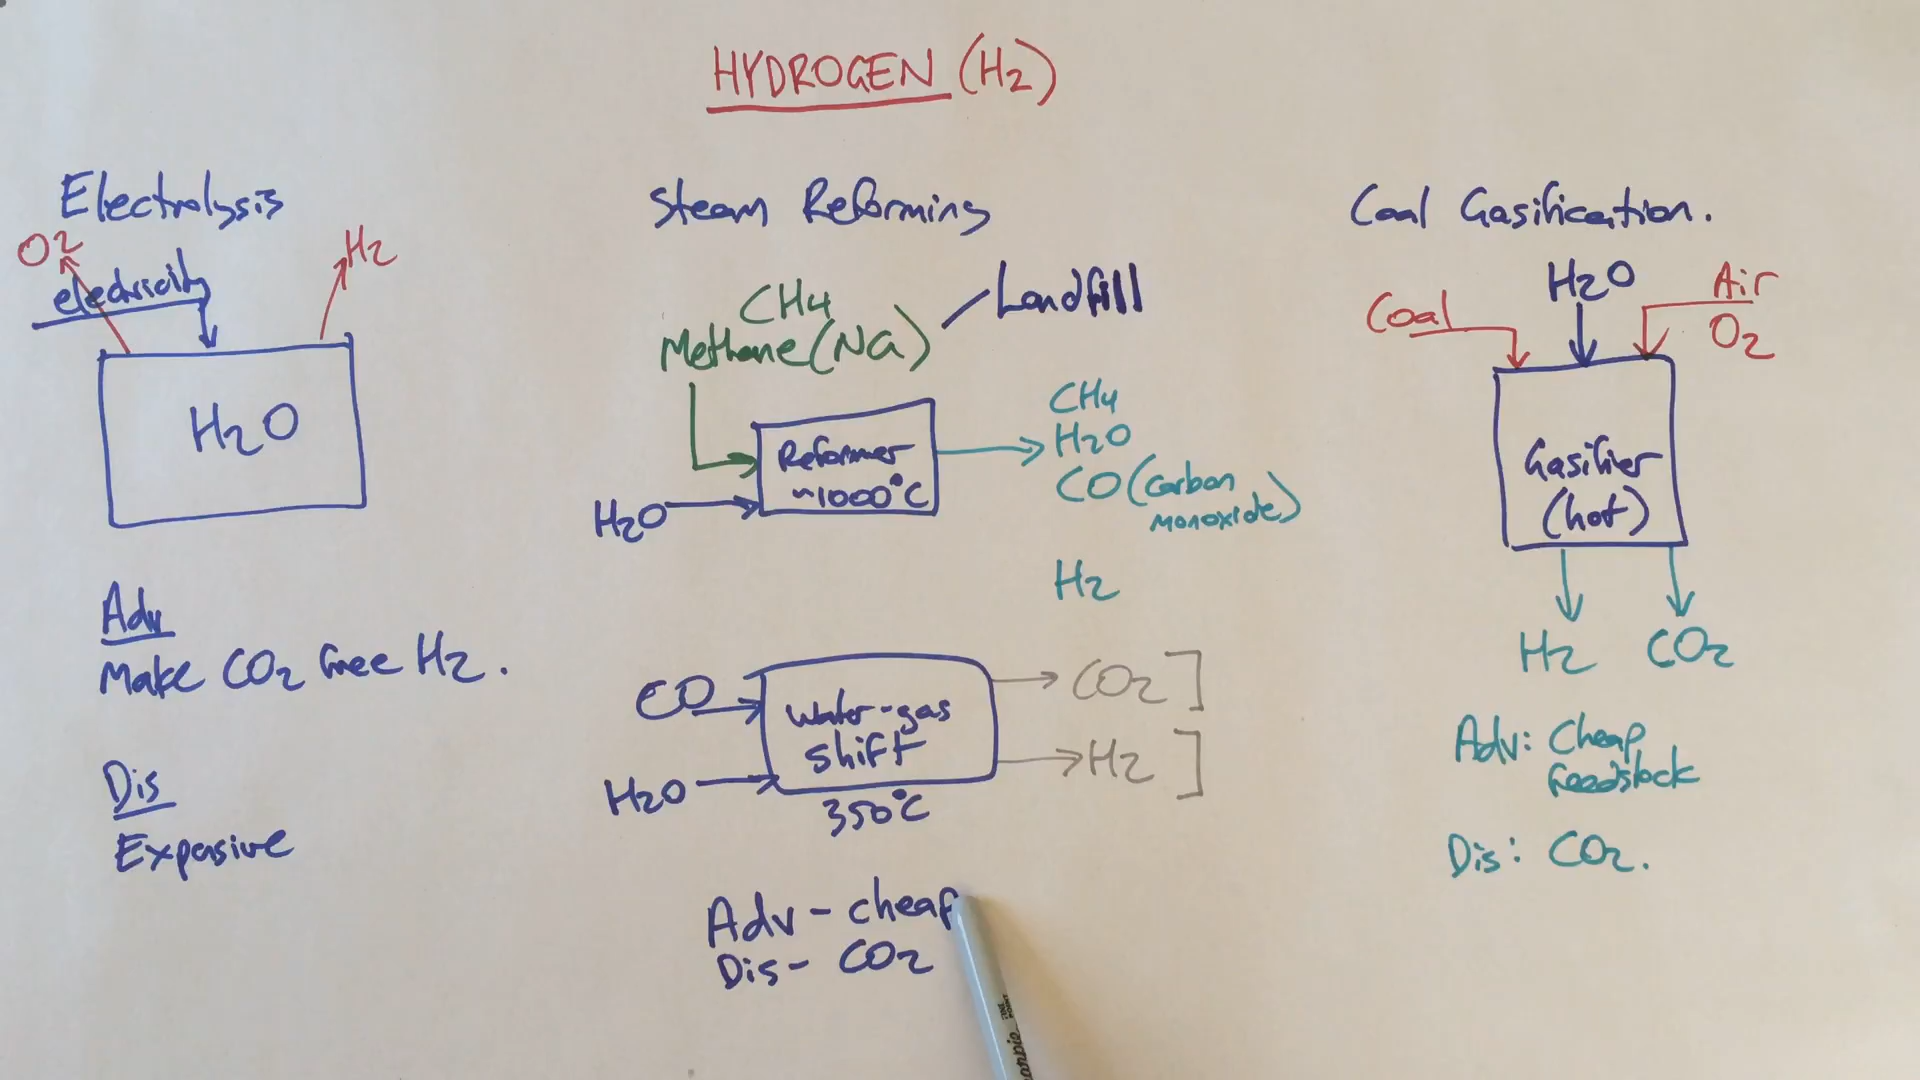 HYDROGEN (H2)
Electrolysis
O2
H2
electricity
H2O
Adv
Make CO2 free H2.
Dis
Expensive
Steam Reforming
CH4
Methane (NG)
Landfill
Reformer
~1000°C
H2O
CH4
H2O
CO (Carbon
monoxide)
H2
CO
H2O
Water-gas
shift
350°C
CO2
H2
Adv - cheap
Dis - CO2
Coal Gasification.
Coal
H2O
Air
O2
Gasifier
(hot)
H2
CO2
Adv: Cheap
feedstock
Dis: CO2.